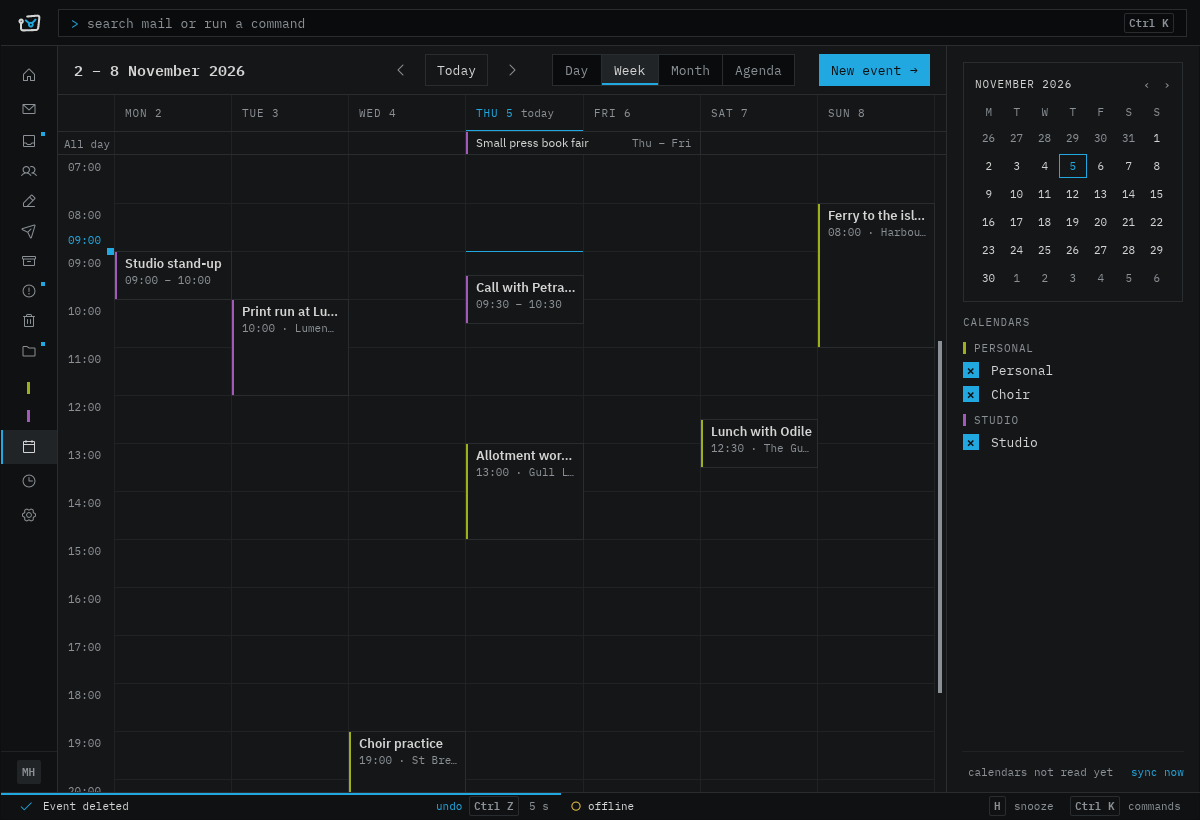 > search mail or run a command Ctrl K
2 – 8 November 2026
Today
Day Week Month Agenda
New event →
MON 2 TUE 3 WED 4 THU 5 today FRI 6 SAT 7 SUN 8
All day
Small press book fair Thu – Fri
07:00
08:00
09:00
09:00
10:00
11:00
12:00
13:00
14:00
15:00
16:00
17:00
18:00
19:00
20:00
Studio stand-up
09:00 – 10:00
Print run at Lu…
10:00 · Lumen…
Choir practice
19:00 · St Bre…
Call with Petra…
09:30 – 10:30
Allotment wor…
13:00 · Gull L…
Lunch with Odile
12:30 · The Gu…
Ferry to the isl…
08:00 · Harbou…
NOVEMBER 2026 ‹ ›
M T W T F S S
26 27 28 29 30 31 1
2 3 4 5 6 7 8
9 10 11 12 13 14 15
16 17 18 19 20 21 22
23 24 25 26 27 28 29
30 1 2 3 4 5 6
CALENDARS
PERSONAL
Personal
Choir
STUDIO
Studio
calendars not read yet sync now
MH
Event deleted
undo Ctrl Z 5 s
offline
H snooze Ctrl K commands